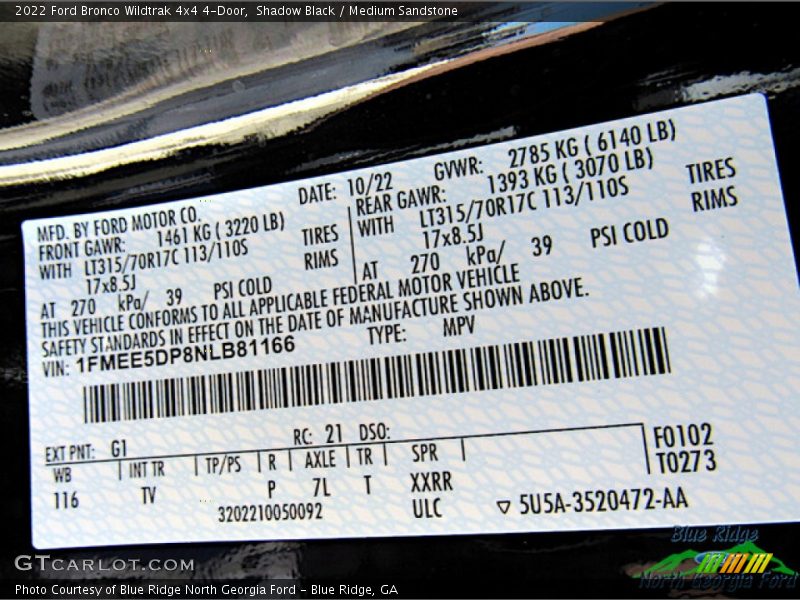 2022 Ford Bronco Wildtrak 4x4 4-Door, Shadow Black / Medium Sandstone
MFD. BY FORD MOTOR CO. DATE: 10/22 GVWR: 2785 KG ( 6140 LB)
FRONT GAWR: 1461 KG ( 3220 LB) REAR GAWR: 1393 KG ( 3070 LB)
WITH LT315/70R17C 113/110S TIRES WITH LT315/70R17C 113/110S TIRES
17x8.5J RIMS 17x8.5J RIMS
AT 270 kPa/ 39 PSI COLD AT 270 kPa/ 39 PSI COLD
THIS VEHICLE CONFORMS TO ALL APPLICABLE FEDERAL MOTOR VEHICLE
SAFETY STANDARDS IN EFFECT ON THE DATE OF MANUFACTURE SHOWN ABOVE.
VIN: 1FMEE5DP8NLB81166 TYPE: MPV
EXT PNT: G1 RC: 21 DSO: F0102
WB INT TR TP/PS R AXLE TR SPR T0273
116 TV P 7L T XXRR
3202210050092 ULC 5U5A-3520472-AA
Blue Ridge
North Georgia Ford
GTCARLOT.COM
Photo Courtesy of Blue Ridge North Georgia Ford - Blue Ridge, GA